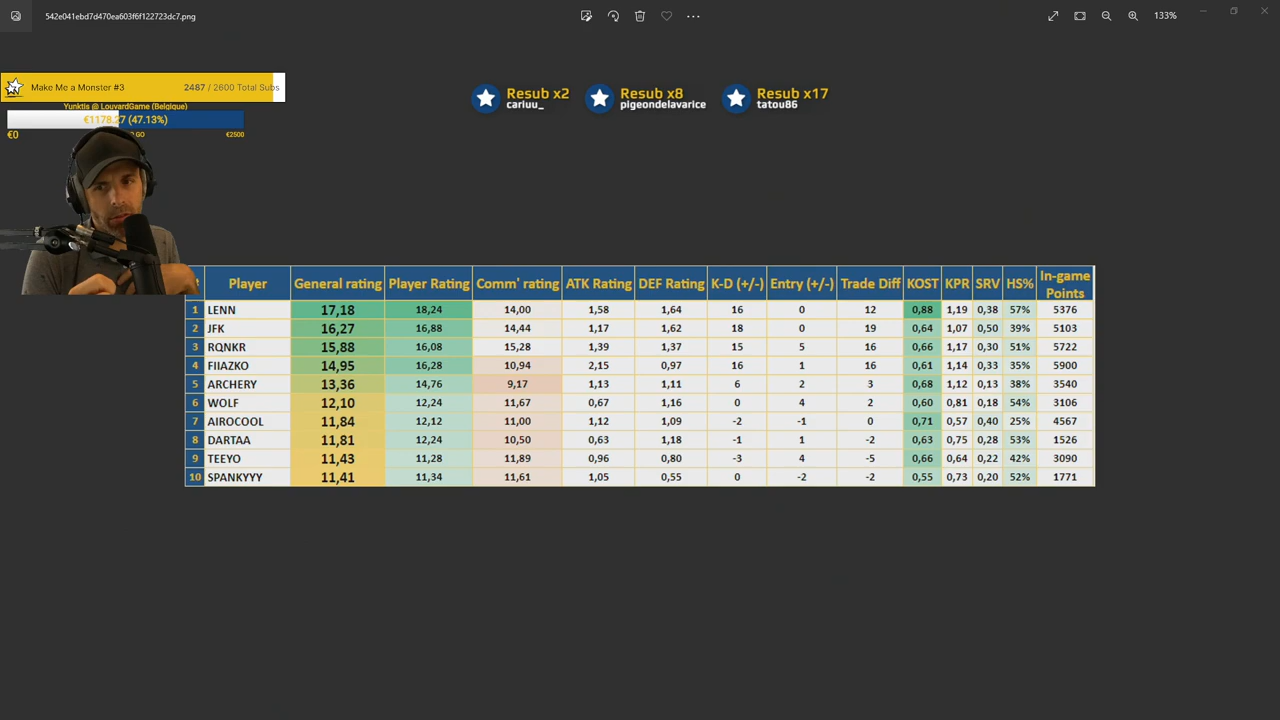 542e041ebd7d470ea603f6f122723dc7.png
133%
Make Me a Monster #3 2487 / 2600 Total Subs
Yunktis @ LouvardGame (Belgique)
€1178.27 (47.13%)
€0 GO €2500
Resub x2
cariuu_
Resub x8
pigeondelavarice
Resub x17
tatou86
Player General rating Player Rating Comm' rating ATK Rating DEF Rating K-D (+/-) Entry (+/-) Trade Diff KOST KPR SRV HS% In-game Points
1 LENN 17,18 18,24 14,00 1,58 1,64 16 0 12 0,88 1,19 0,38 57% 5376
2 JFK 16,27 16,88 14,44 1,17 1,62 18 0 19 0,64 1,07 0,50 39% 5103
3 RQNKR 15,88 16,08 15,28 1,39 1,37 15 5 16 0,66 1,17 0,30 51% 5722
4 FIIAZKO 14,95 16,28 10,94 2,15 0,97 16 1 16 0,61 1,14 0,33 35% 5900
5 ARCHERY 13,36 14,76 9,17 1,13 1,11 6 2 3 0,68 1,12 0,13 38% 3540
6 WOLF 12,10 12,24 11,67 0,67 1,16 0 4 2 0,60 0,81 0,18 54% 3106
7 AIROCOOL 11,84 12,12 11,00 1,12 1,09 -2 -1 0 0,71 0,57 0,40 25% 4567
8 DARTAA 11,81 12,24 10,50 0,63 1,18 -1 1 -2 0,63 0,75 0,28 53% 1526
9 TEEYO 11,43 11,28 11,89 0,96 0,80 -3 4 -5 0,66 0,64 0,22 42% 3090
10 SPANKYYY 11,41 11,34 11,61 1,05 0,55 0 -2 -2 0,55 0,73 0,20 52% 1771